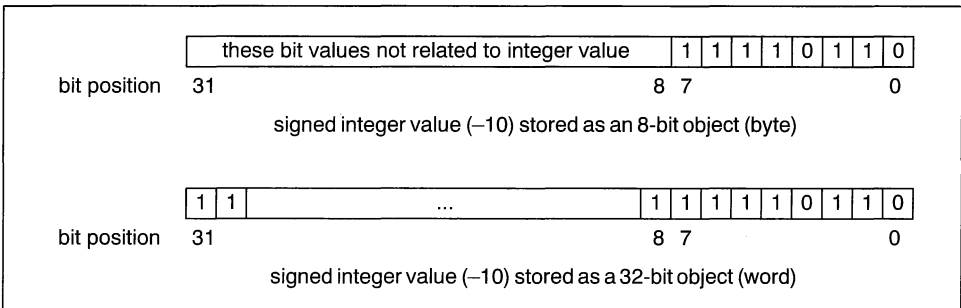 these bit values not related to integer value 1 1 1 1 0 1 1 0
bit position 31 8 7 0
signed integer value (–10) stored as an 8-bit object (byte)
1 1 ... 1 1 1 1 1 0 1 1 0
bit position 31 8 7 0
signed integer value (–10) stored as a 32-bit object (word)